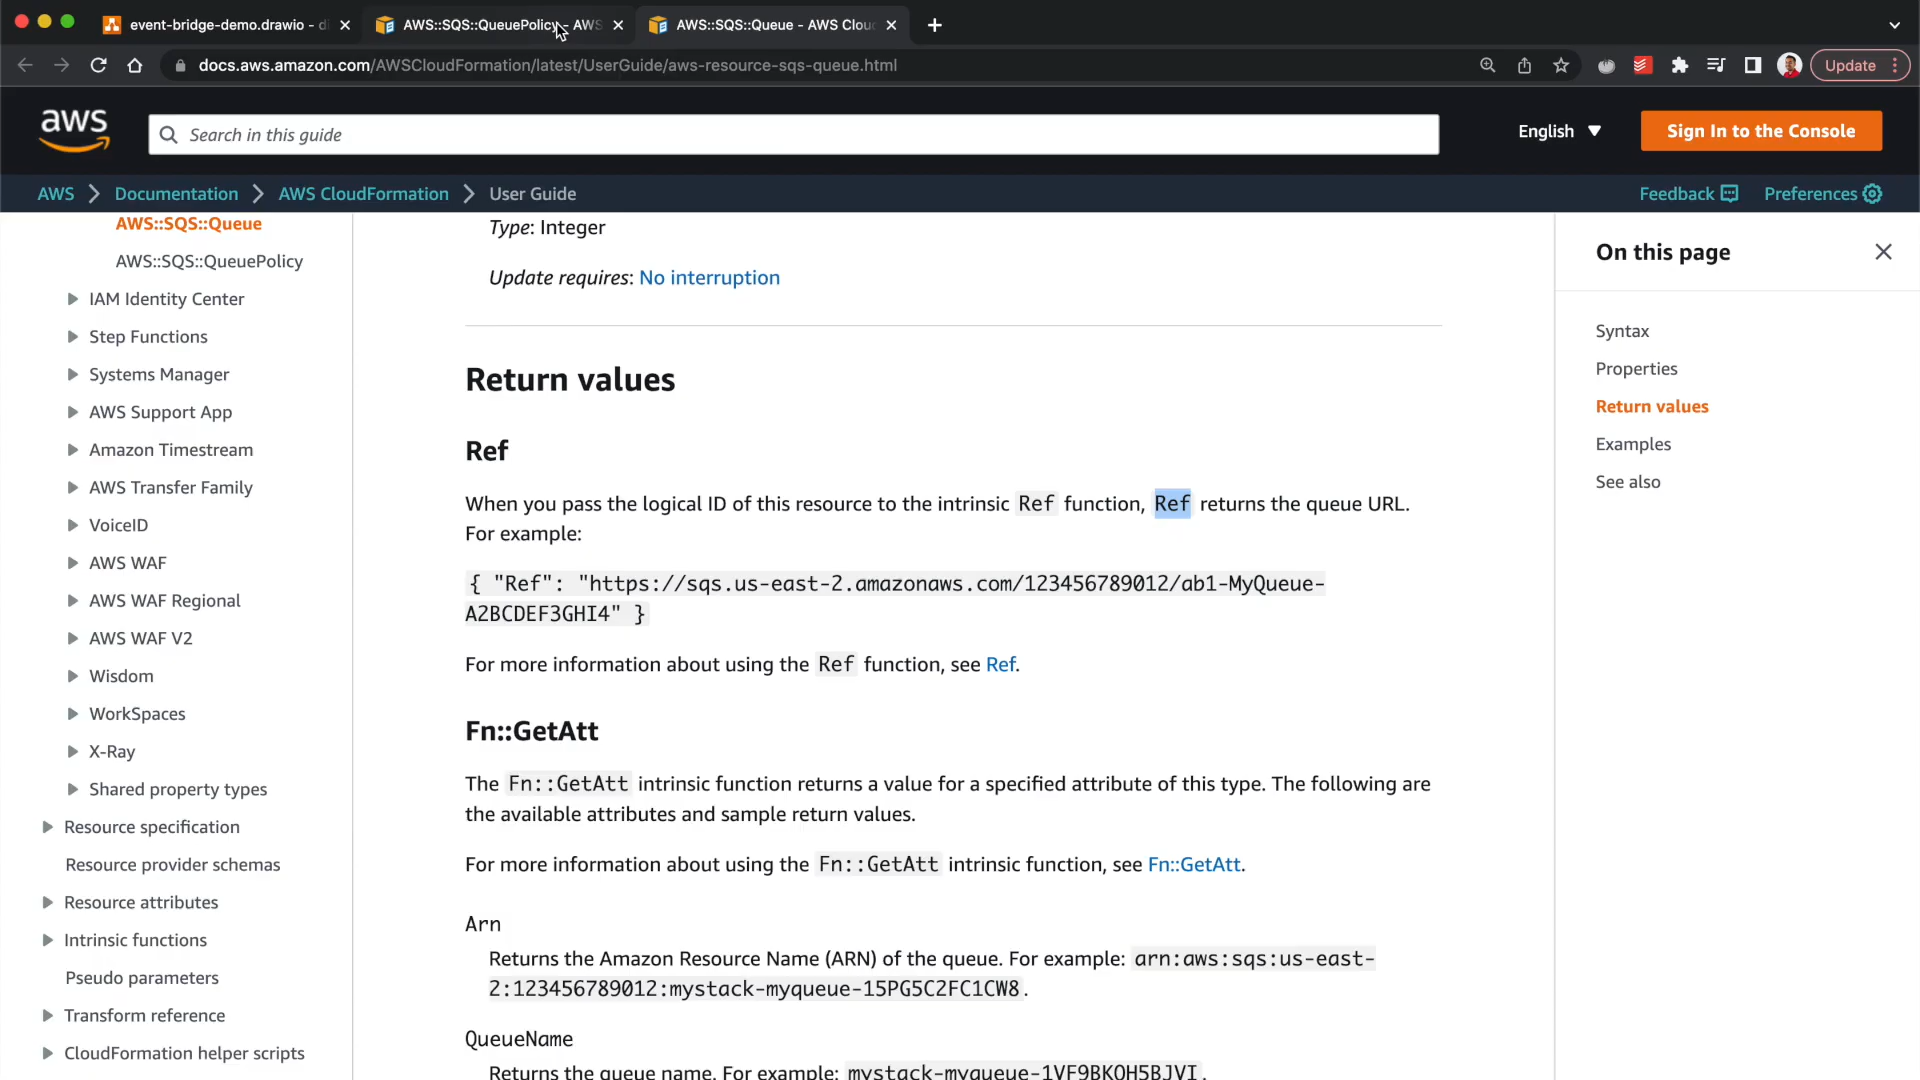 event-bridge-demo.drawio - d
AWS::SQS::QueuePolicy - AWS
AWS::SQS::Queue - AWS Clou
docs.aws.amazon.com/AWSCloudFormation/latest/UserGuide/aws-resource-sqs-queue.html
Update
aws
Search in this guide
English
Sign In to the Console
AWS
Documentation
AWS CloudFormation
User Guide
Feedback
Preferences
AWS::SQS::Queue
AWS::SQS::QueuePolicy
IAM Identity Center
Step Functions
Systems Manager
AWS Support App
Amazon Timestream
AWS Transfer Family
VoiceID
AWS WAF
AWS WAF Regional
AWS WAF V2
Wisdom
WorkSpaces
X-Ray
Shared property types
Resource specification
Resource provider schemas
Resource attributes
Intrinsic functions
Pseudo parameters
Transform reference
CloudFormation helper scripts
Type: Integer
Update requires: No interruption
Return values
Ref
When you pass the logical ID of this resource to the intrinsic Ref function, Ref returns the queue URL.
For example:
{ "Ref": "https://sqs.us-east-2.amazonaws.com/123456789012/ab1-MyQueue-
A2BCDEF3GHI4" }
For more information about using the Ref function, see Ref.
Fn::GetAtt
The Fn::GetAtt intrinsic function returns a value for a specified attribute of this type. The following are
the available attributes and sample return values.
For more information about using the Fn::GetAtt intrinsic function, see Fn::GetAtt.
Arn
Returns the Amazon Resource Name (ARN) of the queue. For example: arn:aws:sqs:us-east-
2:123456789012:mystack-myqueue-15PG5C2FC1CW8.
QueueName
Returns the queue name. For example: mystack-myqueue-1VF9BKQH5BJVI.
On this page
Syntax
Properties
Return values
Examples
See also